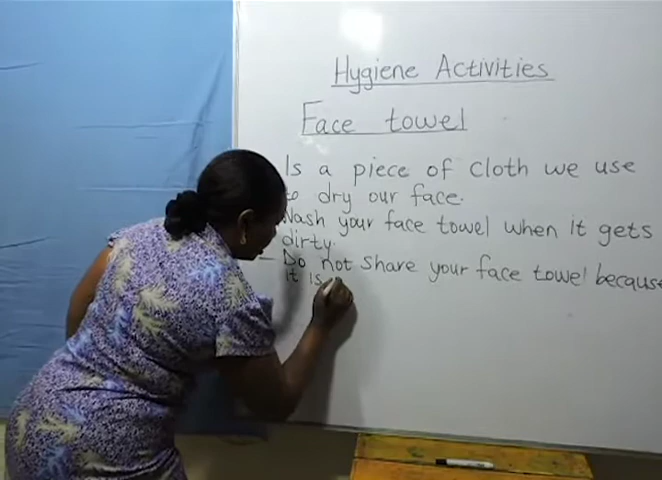 Hygiene Activities
Face towel
Is a piece of cloth we use
to dry our face.
Wash your face towel when it gets
dirty.
Do not share your face towel because
it is